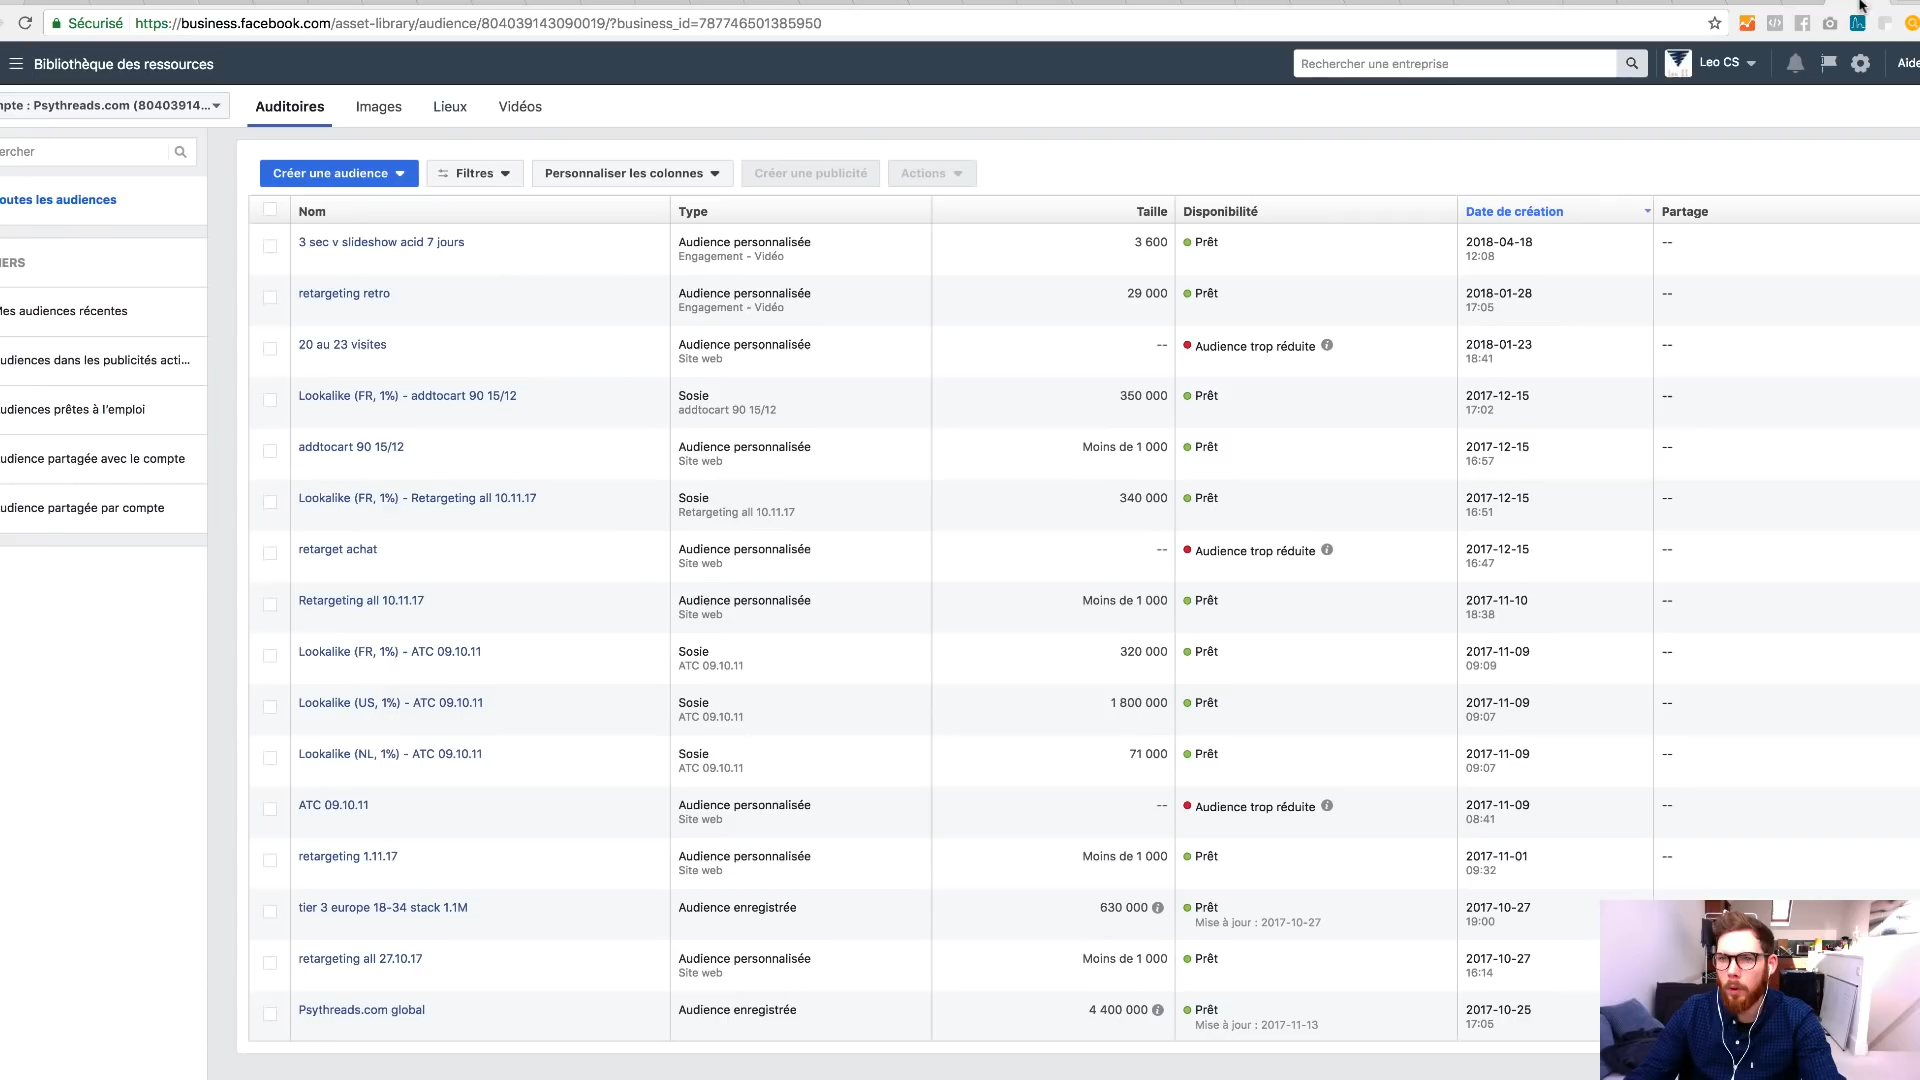 Sécurisé https://business.facebook.com/asset-library/audience/804039143090019/?business_id=787746501385950
Bibliothèque des ressources
Rechercher une entreprise
Leo CS
Aide
mpte : Psythreads.com (80403914...
Auditoires Images Lieux Vidéos
ercher
Créer une audience Filtres Personnaliser les colonnes Créer une publicité Actions
outes les audiences
IERS
Mes audiences récentes
udiences dans les publicités acti...
udiences prêtes à l'emploi
udience partagée avec le compte
udience partagée par compte
Nom Type Taille Disponibilité Date de création Partage
3 sec v slideshow acid 7 jours Audience personnalisée 3 600 Prêt 2018-04-18 --
Engagement - Vidéo 12:08
retargeting retro Audience personnalisée 29 000 Prêt 2018-01-28 --
Engagement - Vidéo 17:05
20 au 23 visites Audience personnalisée -- Audience trop réduite 2018-01-23 --
Site web 18:41
Lookalike (FR, 1%) - addtocart 90 15/12 Sosie 350 000 Prêt 2017-12-15 --
addtocart 90 15/12 17:02
addtocart 90 15/12 Audience personnalisée Moins de 1 000 Prêt 2017-12-15 --
Site web 16:57
Lookalike (FR, 1%) - Retargeting all 10.11.17 Sosie 340 000 Prêt 2017-12-15 --
Retargeting all 10.11.17 16:51
retarget achat Audience personnalisée -- Audience trop réduite 2017-12-15 --
Site web 16:47
Retargeting all 10.11.17 Audience personnalisée Moins de 1 000 Prêt 2017-11-10 --
Site web 18:38
Lookalike (FR, 1%) - ATC 09.10.11 Sosie 320 000 Prêt 2017-11-09 --
ATC 09.10.11 09:09
Lookalike (US, 1%) - ATC 09.10.11 Sosie 1 800 000 Prêt 2017-11-09 --
ATC 09.10.11 09:07
Lookalike (NL, 1%) - ATC 09.10.11 Sosie 71 000 Prêt 2017-11-09 --
ATC 09.10.11 09:07
ATC 09.10.11 Audience personnalisée -- Audience trop réduite 2017-11-09 --
Site web 08:41
retargeting 1.11.17 Audience personnalisée Moins de 1 000 Prêt 2017-11-01 --
Site web 09:32
tier 3 europe 18-34 stack 1.1M Audience enregistrée 630 000 Prêt 2017-10-27
Mise à jour : 2017-10-27 19:00
retargeting all 27.10.17 Audience personnalisée Moins de 1 000 Prêt 2017-10-27
Site web 16:14
Psythreads.com global Audience enregistrée 4 400 000 Prêt 2017-10-25
Mise à jour : 2017-11-13 17:05